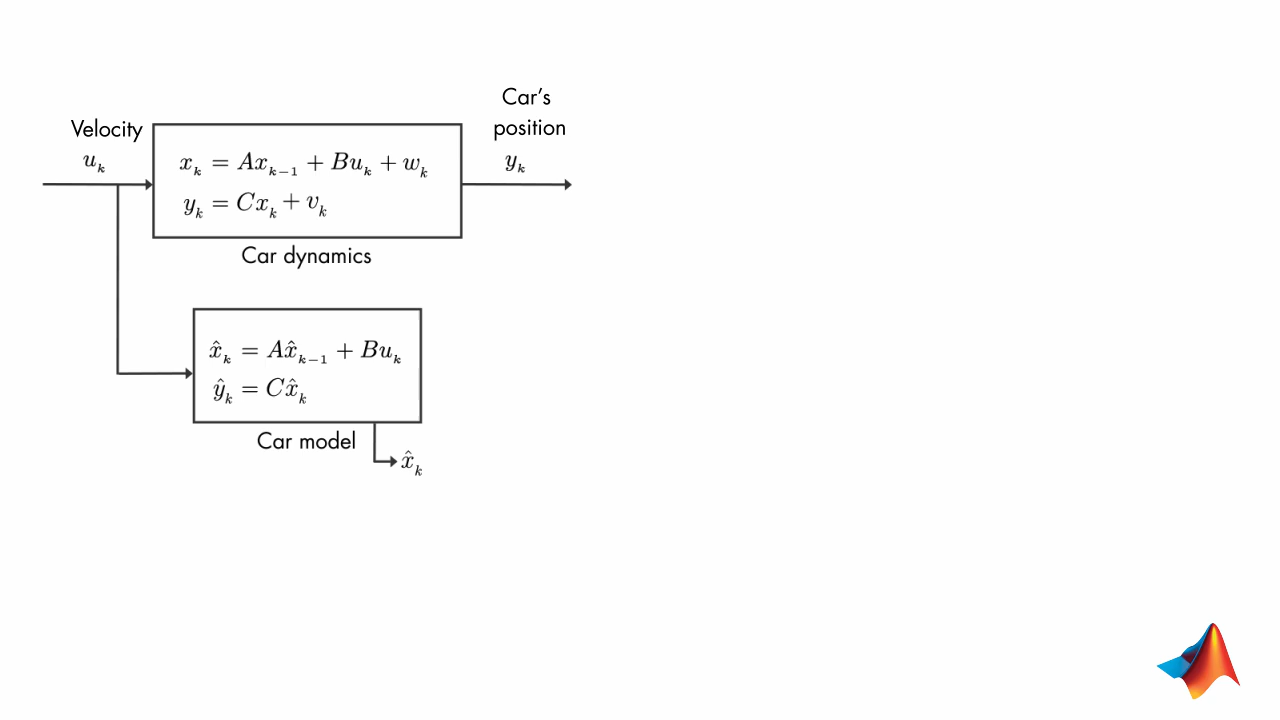 Car's
position
Velocity
u_k
y_k
x_k = Ax_{k-1} + Bu_k + w_k
y_k = Cx_k + v_k
Car dynamics
x̂_k = Ax̂_{k-1} + Bu_k
ŷ_k = Cx̂_k
Car model
x̂_k